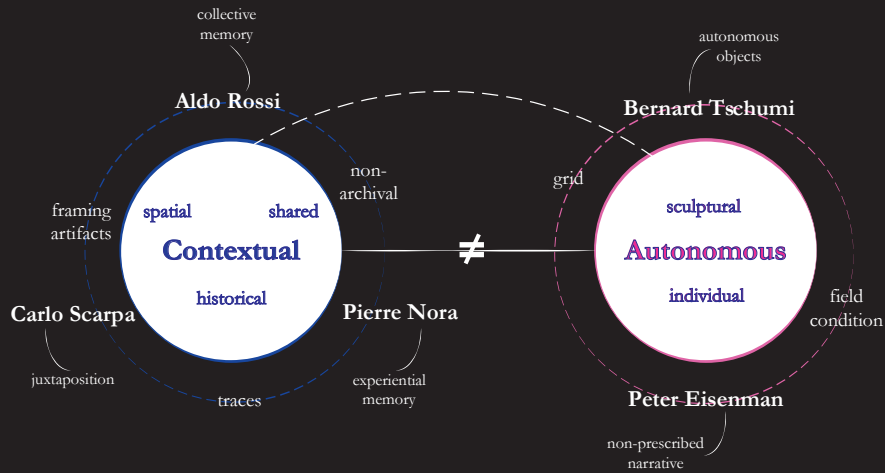 collective
memory
Aldo Rossi
non-
archival
framing
artifacts
spatial
shared
Contextual
historical
Carlo Scarpa
Pierre Nora
juxtaposition
experiential
memory
traces
≠
autonomous
objects
Bernard Tschumi
grid
sculptural
Autonomous
individual
field
condition
Peter Eisenman
non-prescribed
narrative